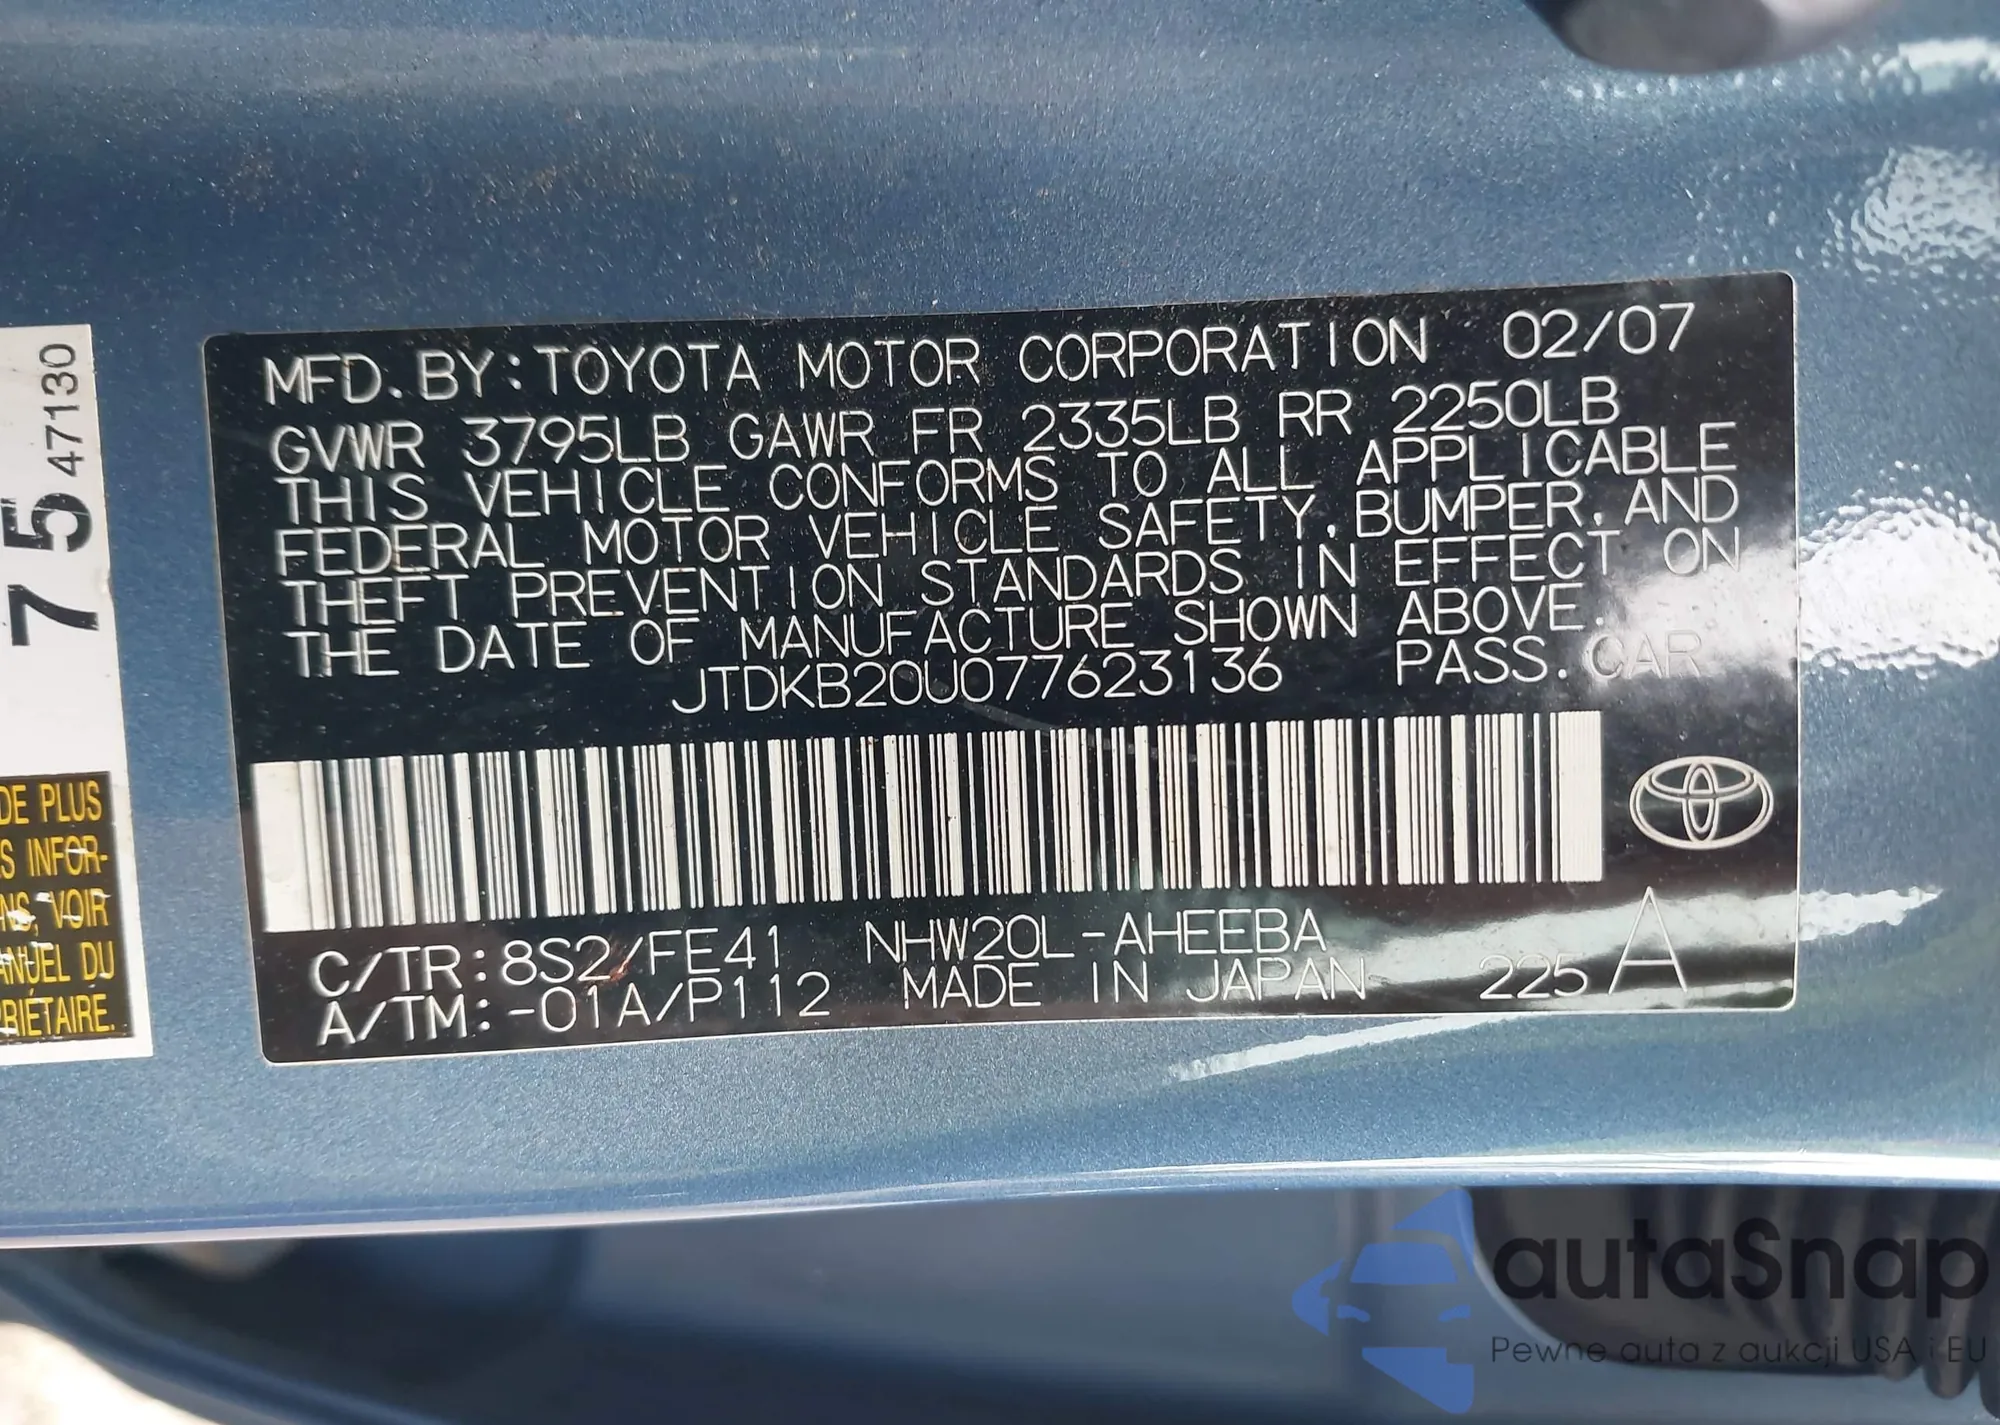 MFD. BY: TOYOTA MOTOR CORPORATION 02/07
GVWR 3795LB GAWR FR 2335LB RR 2250LB
THIS VEHICLE CONFORMS TO ALL APPLICABLE
FEDERAL MOTOR VEHICLE SAFETY, BUMPER, AND
THEFT PREVENTION STANDARDS IN EFFECT ON
THE DATE OF MANUFACTURE SHOWN ABOVE.
JTDKB20U077623136 PASS. CAR
C/TR: 8S2/FE41 NHW20L-AHEEBA
A/TM: -01A/P112 MADE IN JAPAN 225 A
75 47130
DE PLUS
S INFOR-
NS, VOIR
ANUEL DU
PRIÉTAIRE.
autaSnap
Pewne auta z aukcji USA i EU